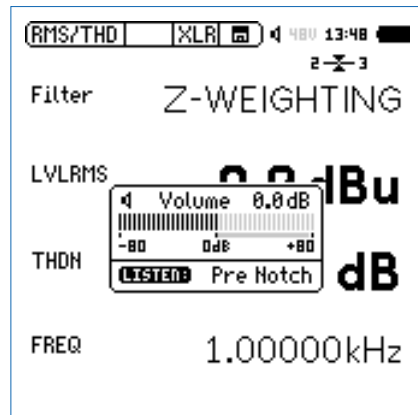 RMS/THD XLR 48V 13:48
2 3
Filter Z-WEIGHTING
LVLRMS dBu
Volume 0.0dB
-80 0dB +80
THDN dB
LISTEN: Pre Notch
FREQ 1.00000kHz